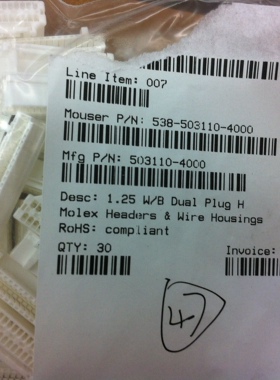 Line Item: 007
Mouser P/N: 538-503110-4000
Mfg P/N: 503110-4000
Desc: 1.25 W/B Dual Plug H
Molex Headers & Wire Housings
RoHS: compliant
QTY: 30 Invoice:
47